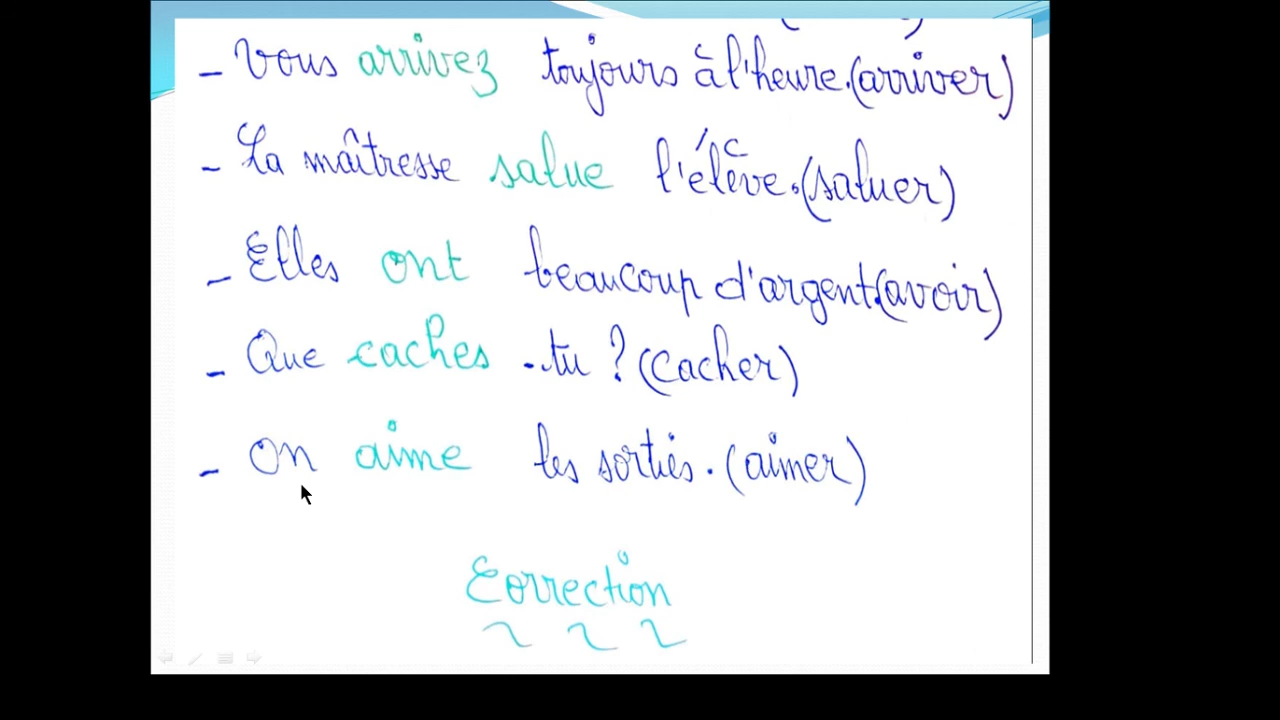 - Vous arrivez toujours à l'heure.(arriver)
- La maîtresse salue l'élève.(saluer)
- Elles ont beaucoup d'argent.(avoir)
- Que caches -tu ? (cacher)
- On aime les sorties. (aimer)
Correction